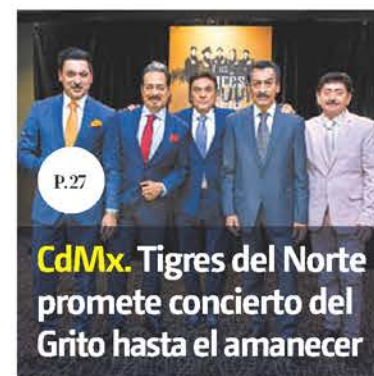 P.27
CdMx. Tigres del Norte
promete concierto del
Grito hasta el amanecer